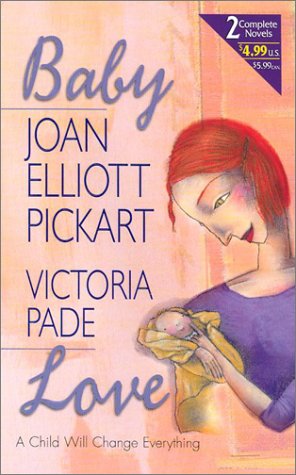 2 Complete
Novels
$4.99 U.S.
$5.99 CAN.
Baby
JOAN
ELLIOTT
PICKART
VICTORIA
PADE
Love
A Child Will Change Everything